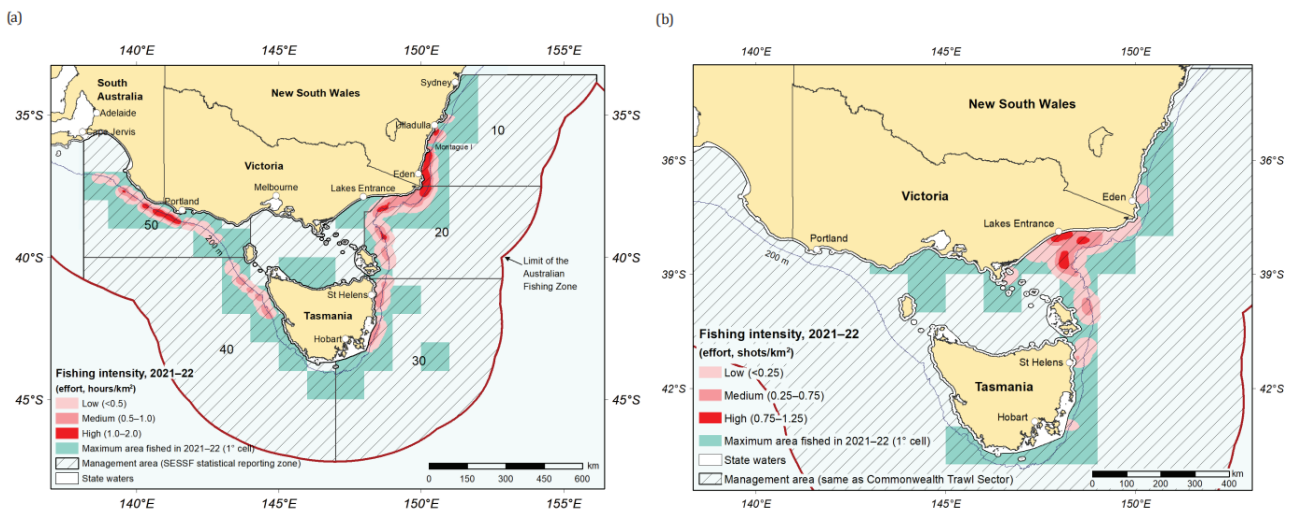 (a)
140°E 145°E 150°E 155°E
South
Australia
Adelaide
Cape Jervis
New South Wales
Sydney
Ulladulla
Montague I
35°S
35°S
10
Victoria
Melbourne
Eden
Lakes Entrance
Portland
50
200 m
20
40°S
40°S
Limit of the
Australian
Fishing Zone
St Helens
Tasmania
Hobart
40
30
45°S
45°S
Fishing intensity, 2021–22
(effort, hours/km²)
Low (<0.5)
Medium (0.5–1.0)
High (1.0–2.0)
Maximum area fished in 2021–22 (1° cell)
Management area (SESSF statistical reporting zone)
State waters
km
0 150 300 450 600
140°E 145°E 150°E 155°E
(b)
140°E 145°E 150°E
New South Wales
36°S
36°S
Victoria
Eden
Lakes Entrance
Portland
200 m
39°S
39°S
St Helens
Tasmania
Hobart
42°S
42°S
Fishing intensity, 2021–22
(effort, shots/km²)
Low (<0.25)
Medium (0.25–0.75)
High (0.75–1.25)
Maximum area fished in 2021–22 (1° cell)
State waters
Management area (same as Commonwealth Trawl Sector)
km
0 100 200 300 400
145°E 150°E